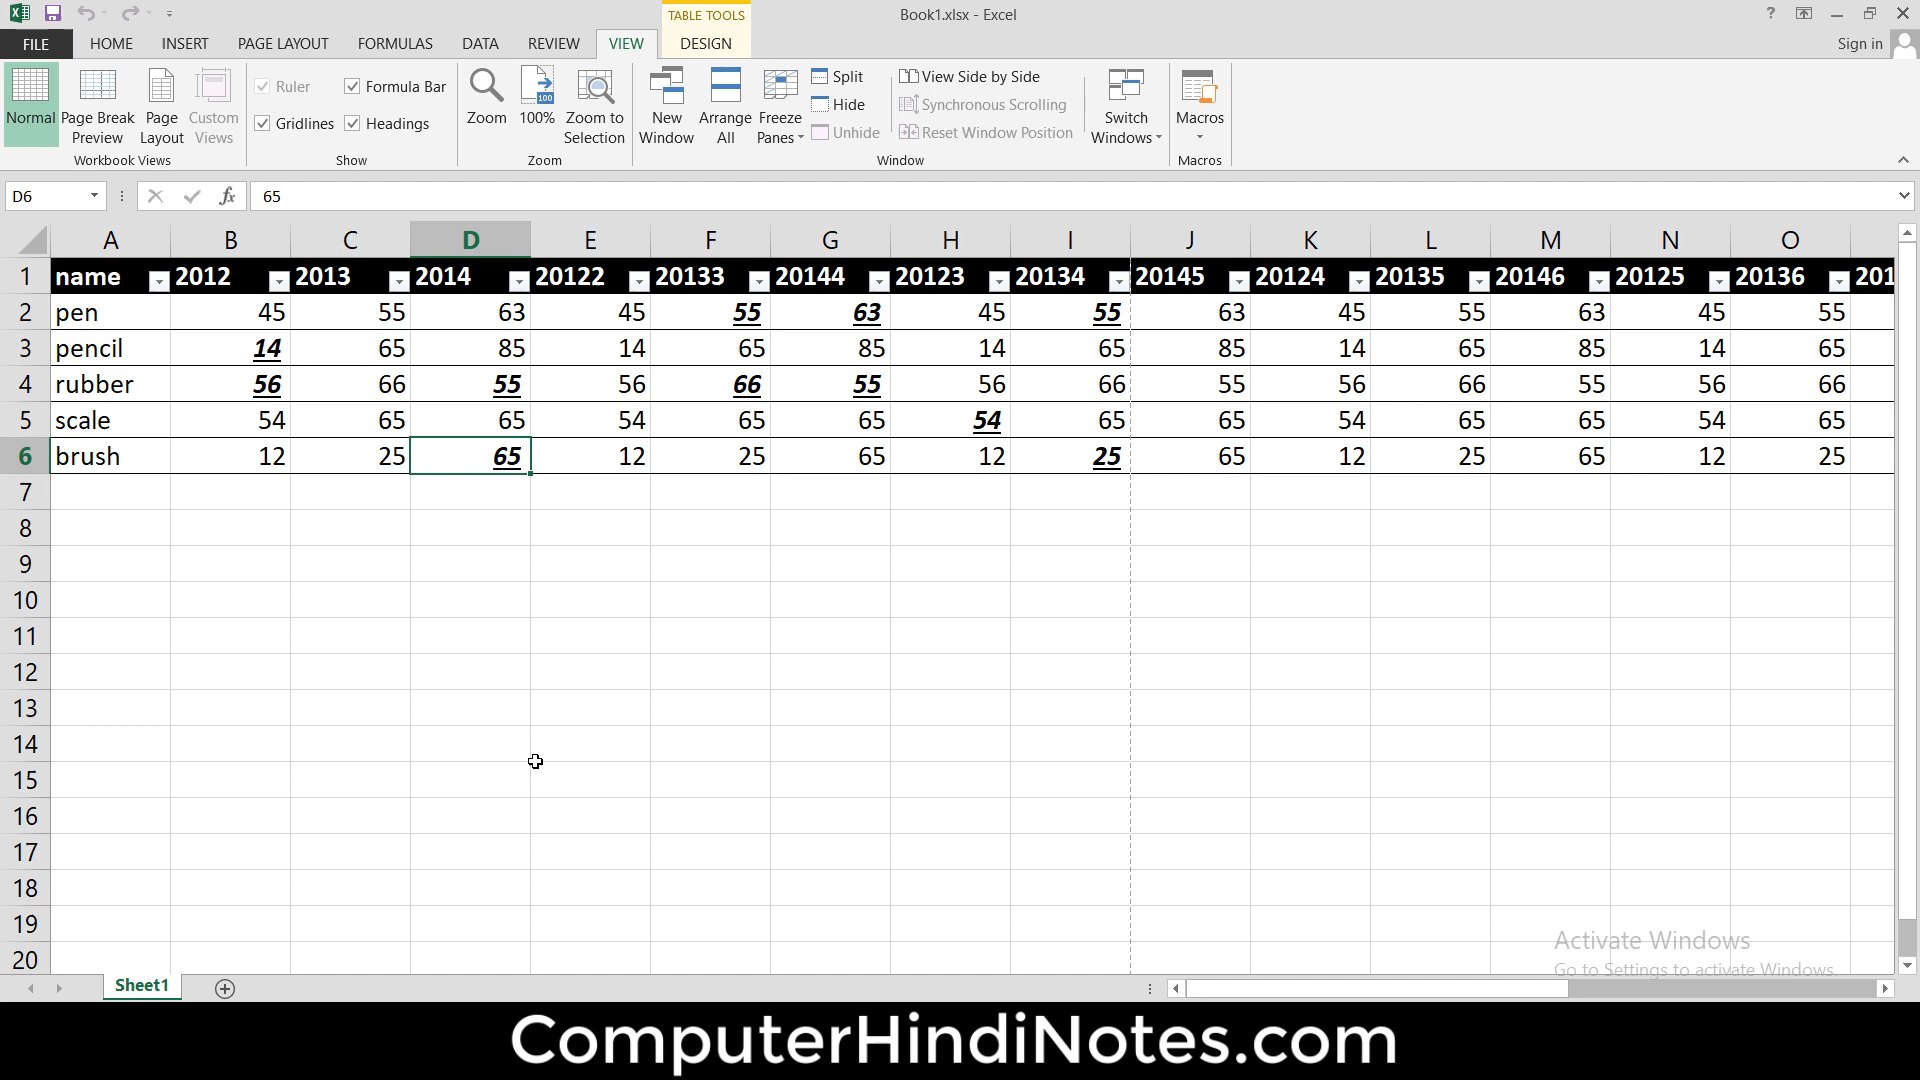 TABLE TOOLS
Book1.xlsx - Excel
?
FILE HOME INSERT PAGE LAYOUT FORMULAS DATA REVIEW VIEW DESIGN
Sign in
Normal
Page Break Preview
Page Layout
Custom Views
Workbook Views
Ruler
Formula Bar
Gridlines
Headings
Show
Zoom
100
100%
Zoom to Selection
Zoom
New Window
Arrange All
Freeze Panes
Split
Hide
Unhide
View Side by Side
Synchronous Scrolling
Reset Window Position
Switch Windows
Window
Macros
Macros
D6
fx
65
A B C D E F G H I J K L M N O
1 name 2012 2013 2014 20122 20133 20144 20123 20134 20145 20124 20135 20146 20125 20136 201
2 pen 45 55 63 45 55 63 45 55 63 45 55 63 45 55
3 pencil 14 65 85 14 65 85 14 65 85 14 65 85 14 65
4 rubber 56 66 55 56 66 55 56 66 55 56 66 55 56 66
5 scale 54 65 65 54 65 65 54 65 65 54 65 65 54 65
6 brush 12 25 65 12 25 65 12 25 65 12 25 65 12 25
7
8
9
10
11
12
13
14
15
16
17
18
19
20
Activate Windows
Go to Settings to activate Windows.
Sheet1
ComputerHindiNotes.com